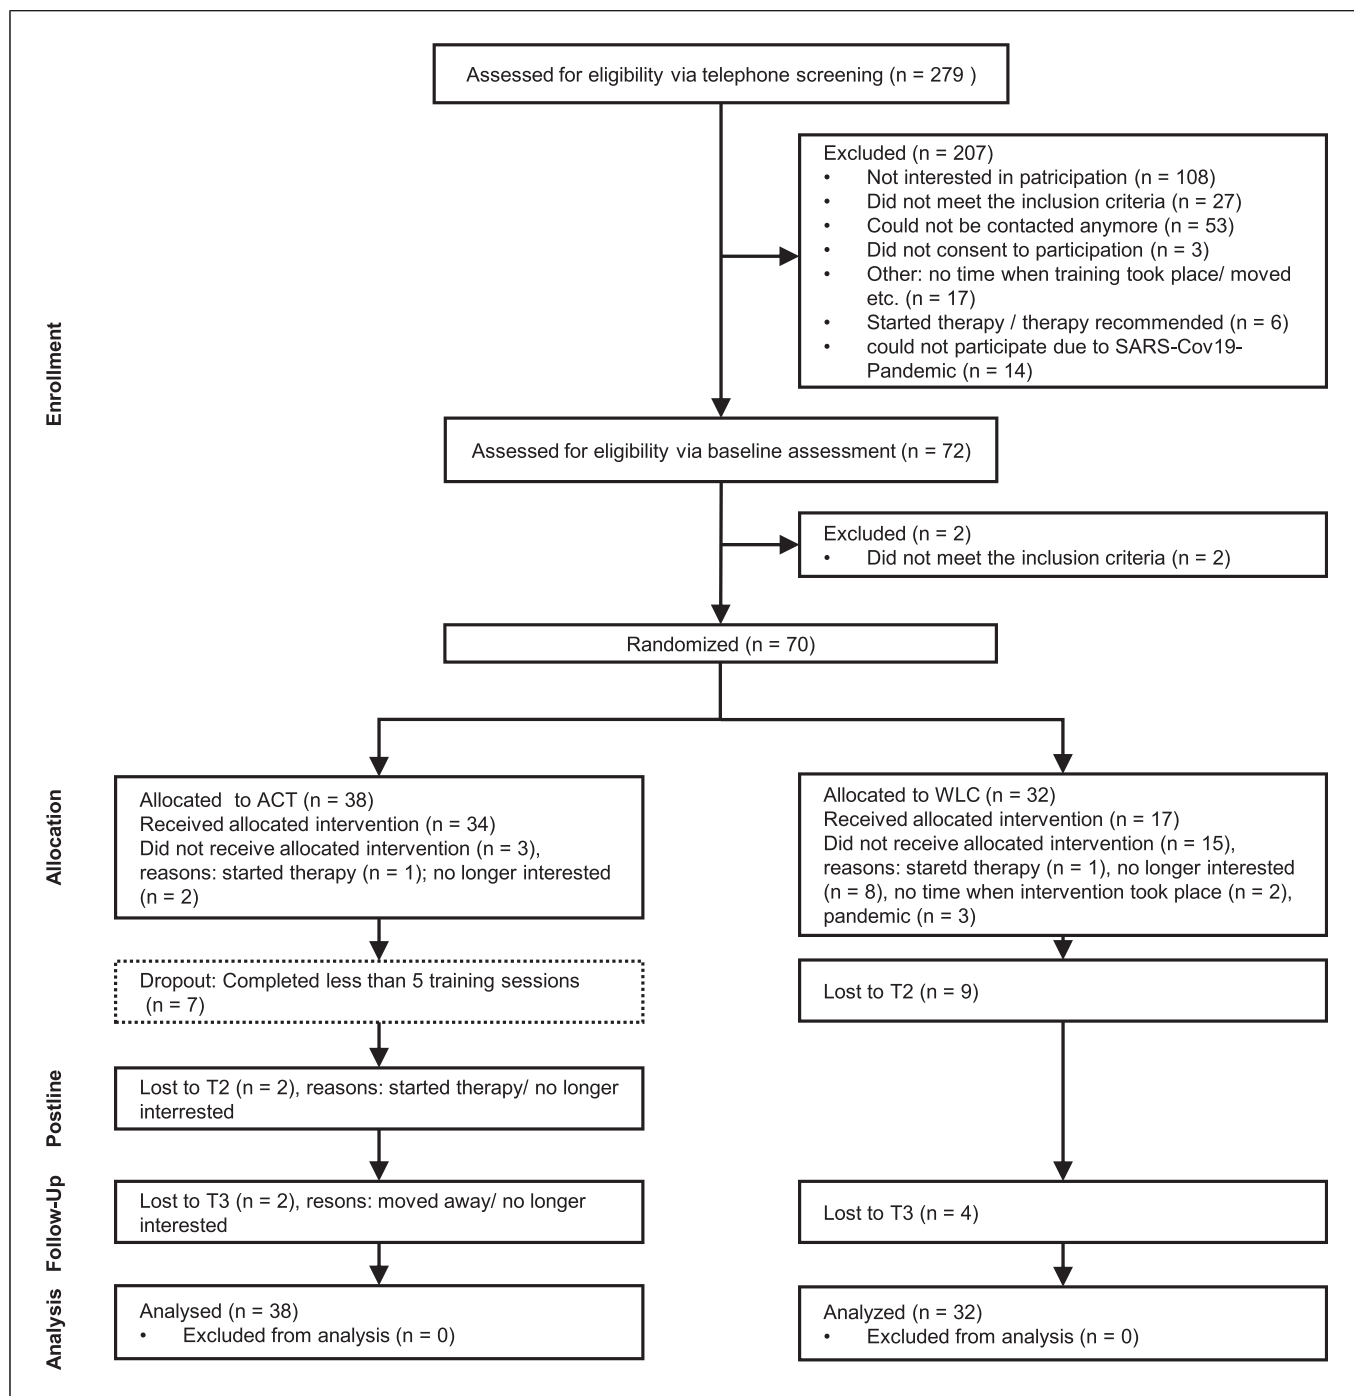 Assessed for eligibility via telephone screening (n = 279 )
Excluded (n = 207)
• Not interested in patricipation (n = 108)
• Did not meet the inclusion criteria (n = 27)
• Could not be contacted anymore (n = 53)
• Did not consent to participation (n = 3)
• Other: no time when training took place/ moved
etc. (n = 17)
• Started therapy / therapy recommended (n = 6)
• could not participate due to SARS-Cov19-
Pandemic (n = 14)
Enrollment
Assessed for eligibility via baseline assessment (n = 72)
Excluded (n = 2)
• Did not meet the inclusion criteria (n = 2)
Randomized (n = 70)
Allocation
Allocated to ACT (n = 38)
Received allocated intervention (n = 34)
Did not receive allocated intervention (n = 3),
reasons: started therapy (n = 1); no longer interested
(n = 2)
Allocated to WLC (n = 32)
Received allocated intervention (n = 17)
Did not receive allocated intervention (n = 15),
reasons: staretd therapy (n = 1), no longer interested
(n = 8), no time when intervention took place (n = 2),
pandemic (n = 3)
Dropout: Completed less than 5 training sessions
(n = 7)
Lost to T2 (n = 9)
Postline
Lost to T2 (n = 2), reasons: started therapy/ no longer
interrested
Follow-Up
Lost to T3 (n = 2), resons: moved away/ no longer
interested
Lost to T3 (n = 4)
Analysis
Analysed (n = 38)
• Excluded from analysis (n = 0)
Analyzed (n = 32)
• Excluded from analysis (n = 0)